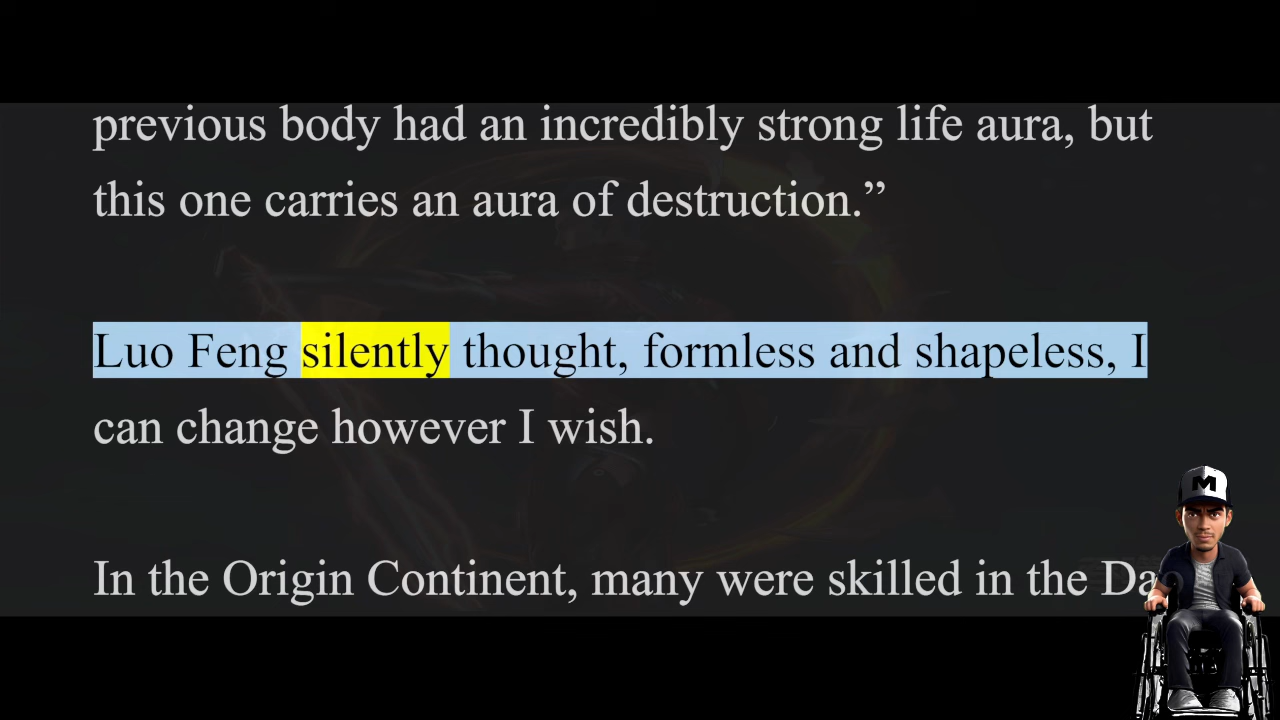 previous body had an incredibly strong life aura, but
this one carries an aura of destruction.”
Luo Feng silently thought, formless and shapeless, I
can change however I wish.
In the Origin Continent, many were skilled in the Dao
M